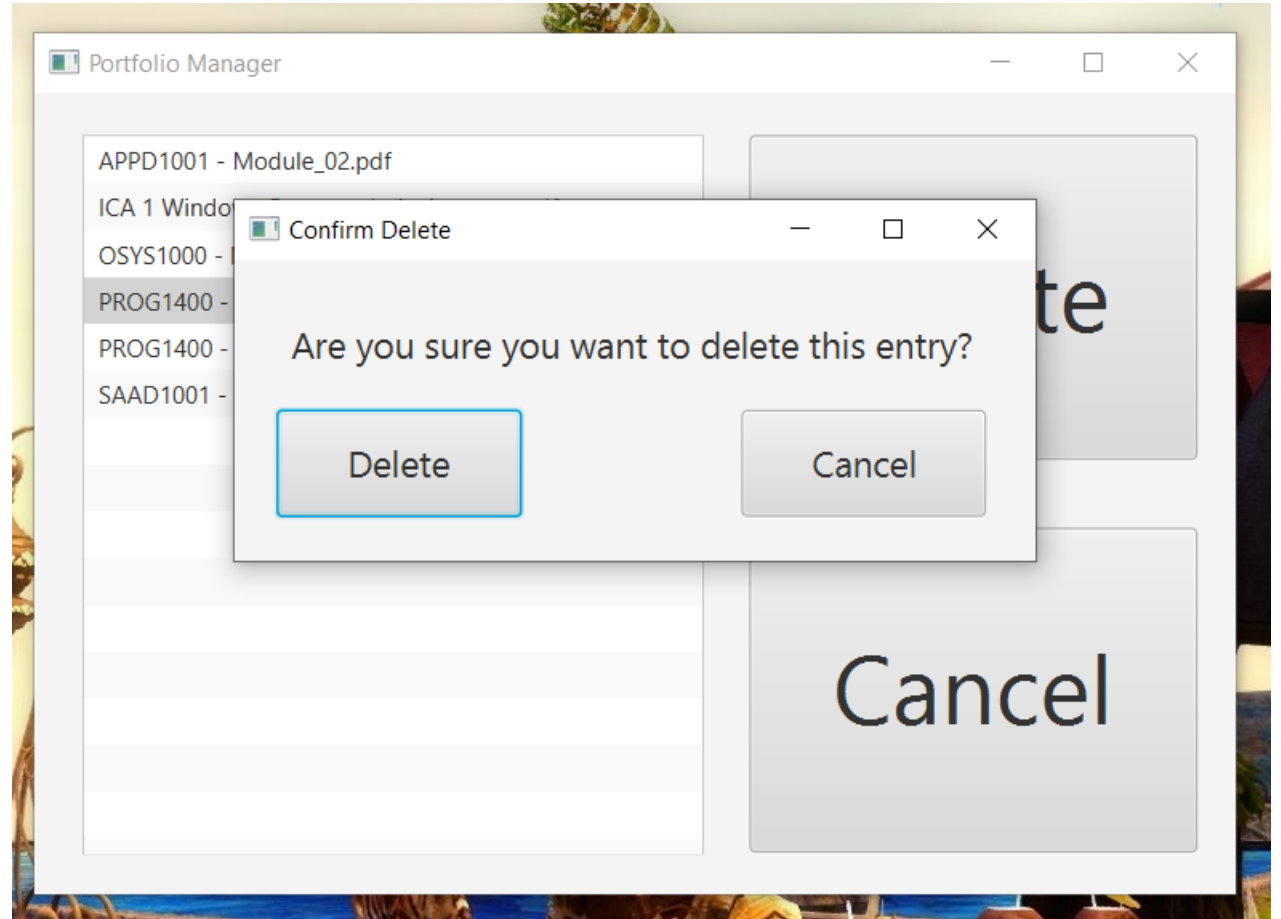 Portfolio Manager
APPD1001 - Module_02.pdf
ICA 1
OSYS1000 -
PROG1400 -
PROG1400 -
SAAD1001 -
Confirm Delete
Are you sure you want to delete this entry?
Delete
Cancel
te
Cancel